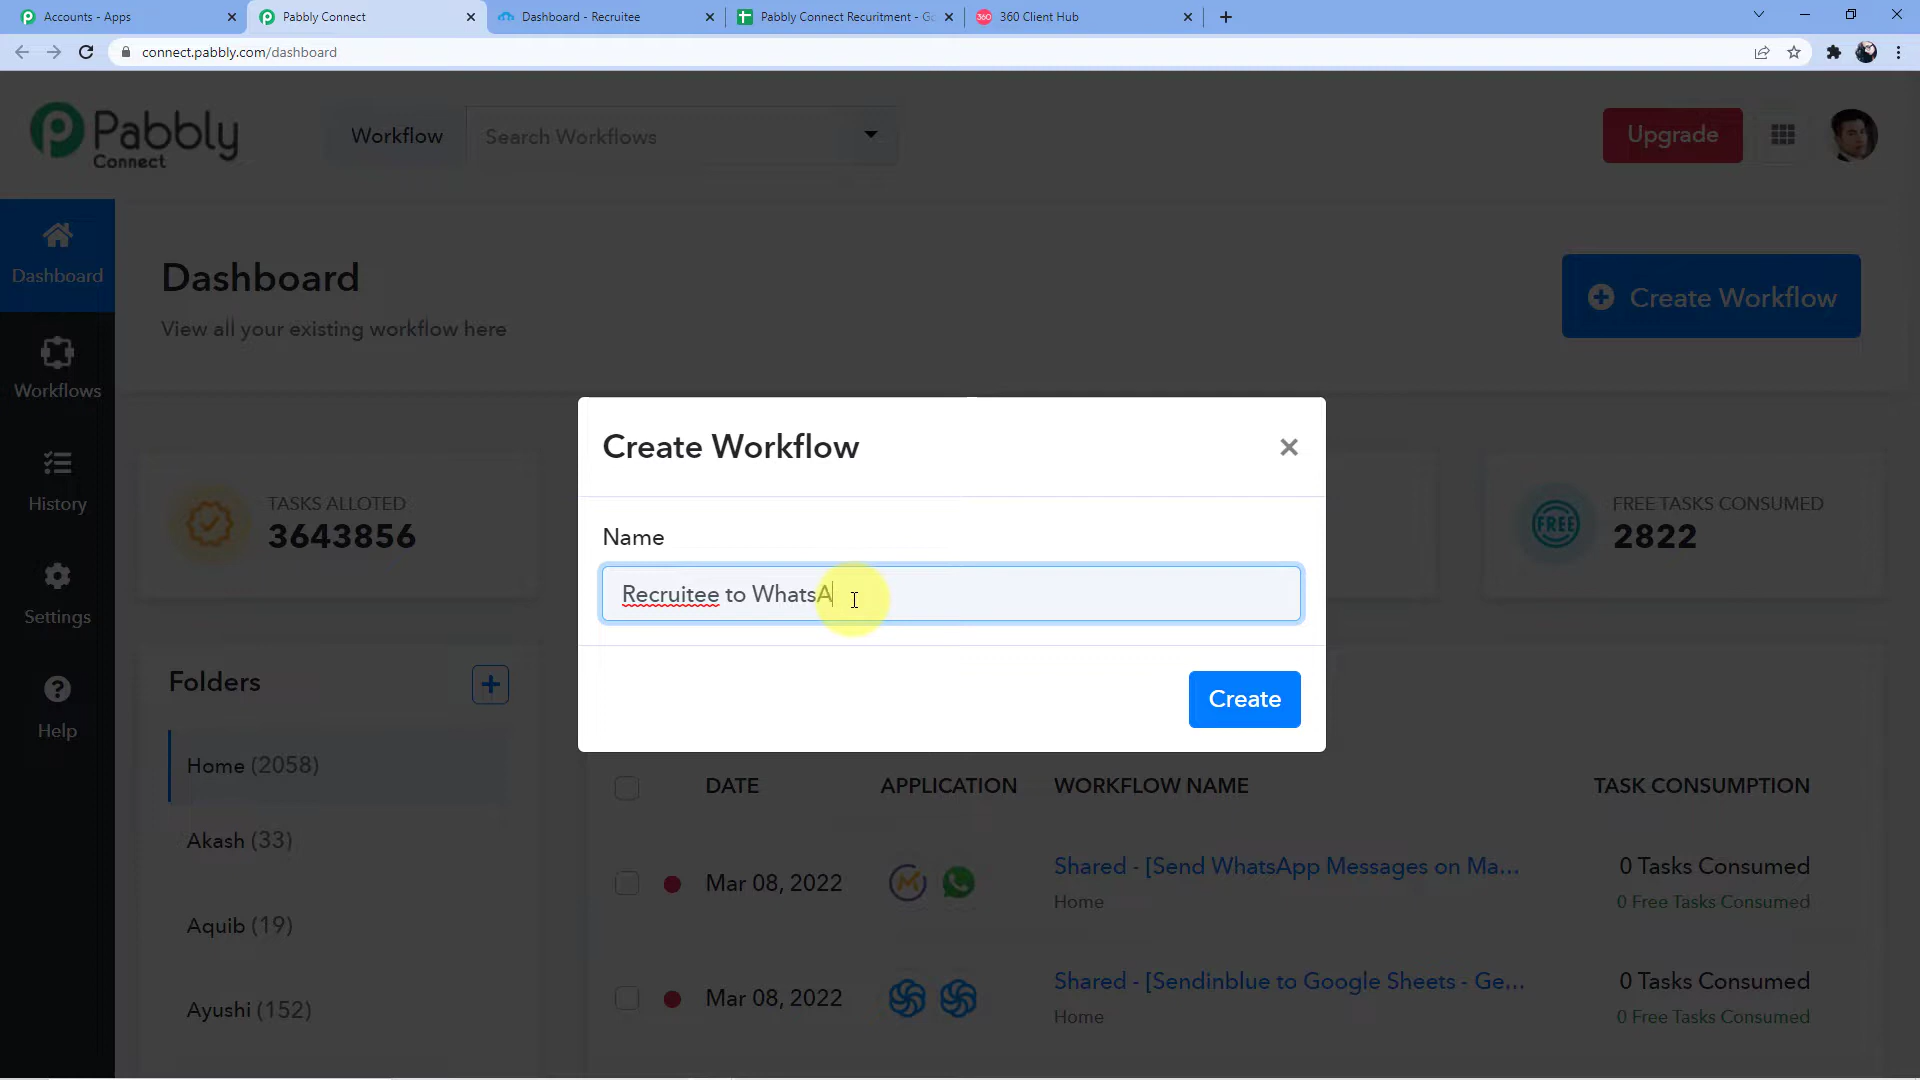 Accounts - Apps
Pabbly Connect
Dashboard - Recruitee
Pabbly Connect Recuritment - Go
360
360 Client Hub
connect.pabbly.com/dashboard
Pabbly
Connect
Workflow
Search Workflows
Upgrade
Dashboard
Dashboard
View all your existing workflow here
Create Workflow
Workflows
Create Workflow
History
TASKS ALLOTED
3643856
FREE
FREE TASKS CONSUMED
2822
Name
Recruitee to WhatsA
Settings
Create
Folders
Help
Home (2058)
DATE
APPLICATION
WORKFLOW NAME
TASK CONSUMPTION
Akash (33)
Mar 08, 2022
Shared - [Send WhatsApp Messages on Ma...
0 Tasks Consumed
Home
0 Free Tasks Consumed
Aquib (19)
Mar 08, 2022
Shared - [Sendinblue to Google Sheets - Ge...
0 Tasks Consumed
Home
0 Free Tasks Consumed
Ayushi (152)